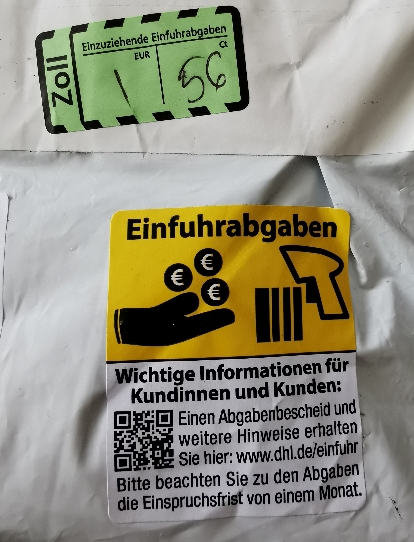 Zoll
Einzuziehende Einfuhrabgaben
EUR Ct
1 56
Einfuhrabgaben
€ € €
Wichtige Informationen für
Kundinnen und Kunden:
Einen Abgabenbescheid und
weitere Hinweise erhalten
Sie hier: www.dhl.de/einfuhr
Bitte beachten Sie zu den Abgaben
die Einspruchsfrist von einem Monat.